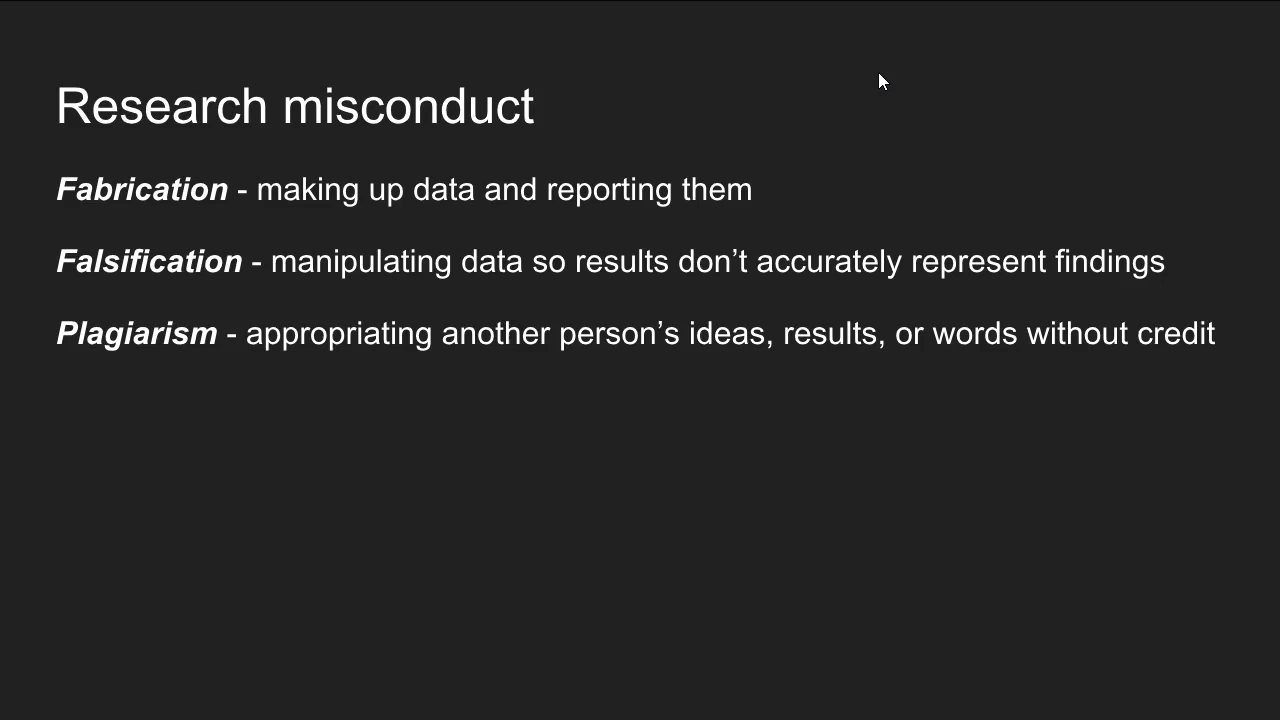 Research misconduct
Fabrication - making up data and reporting them
Falsification - manipulating data so results don’t accurately represent findings
Plagiarism - appropriating another person’s ideas, results, or words without credit